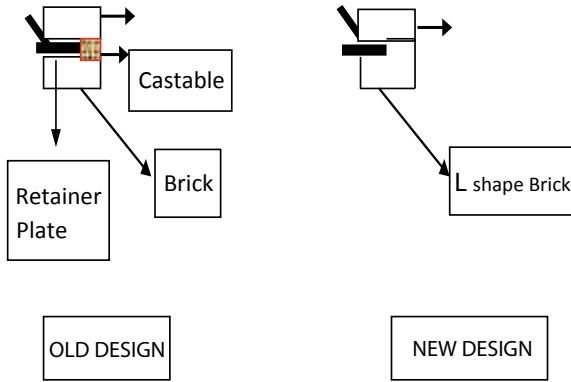 Castable
Retainer
Plate
Brick
L shape Brick
OLD DESIGN
NEW DESIGN